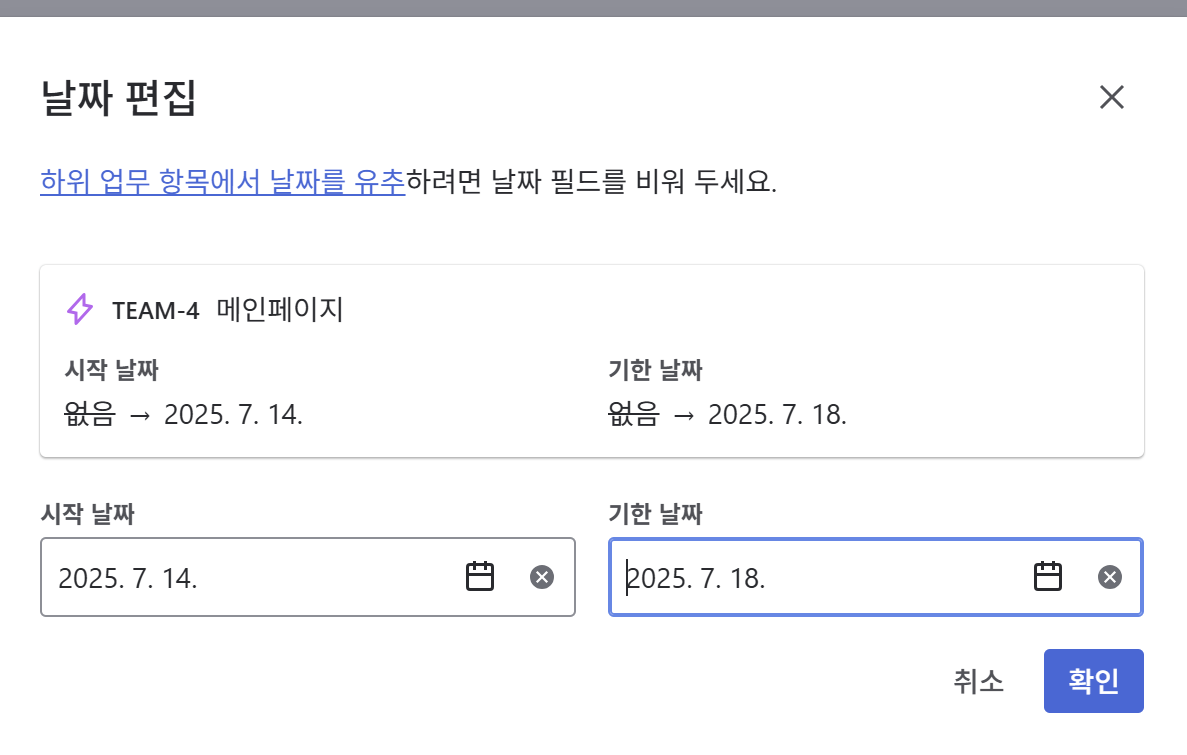 날짜 편집
하위 업무 항목에서 날짜를 유추하려면 날짜 필드를 비워 두세요.
TEAM-4 메인페이지
시작 날짜 기한 날짜
없음 → 2025. 7. 14. 없음 → 2025. 7. 18.
시작 날짜 기한 날짜
2025. 7. 14. 2025. 7. 18.
취소 확인